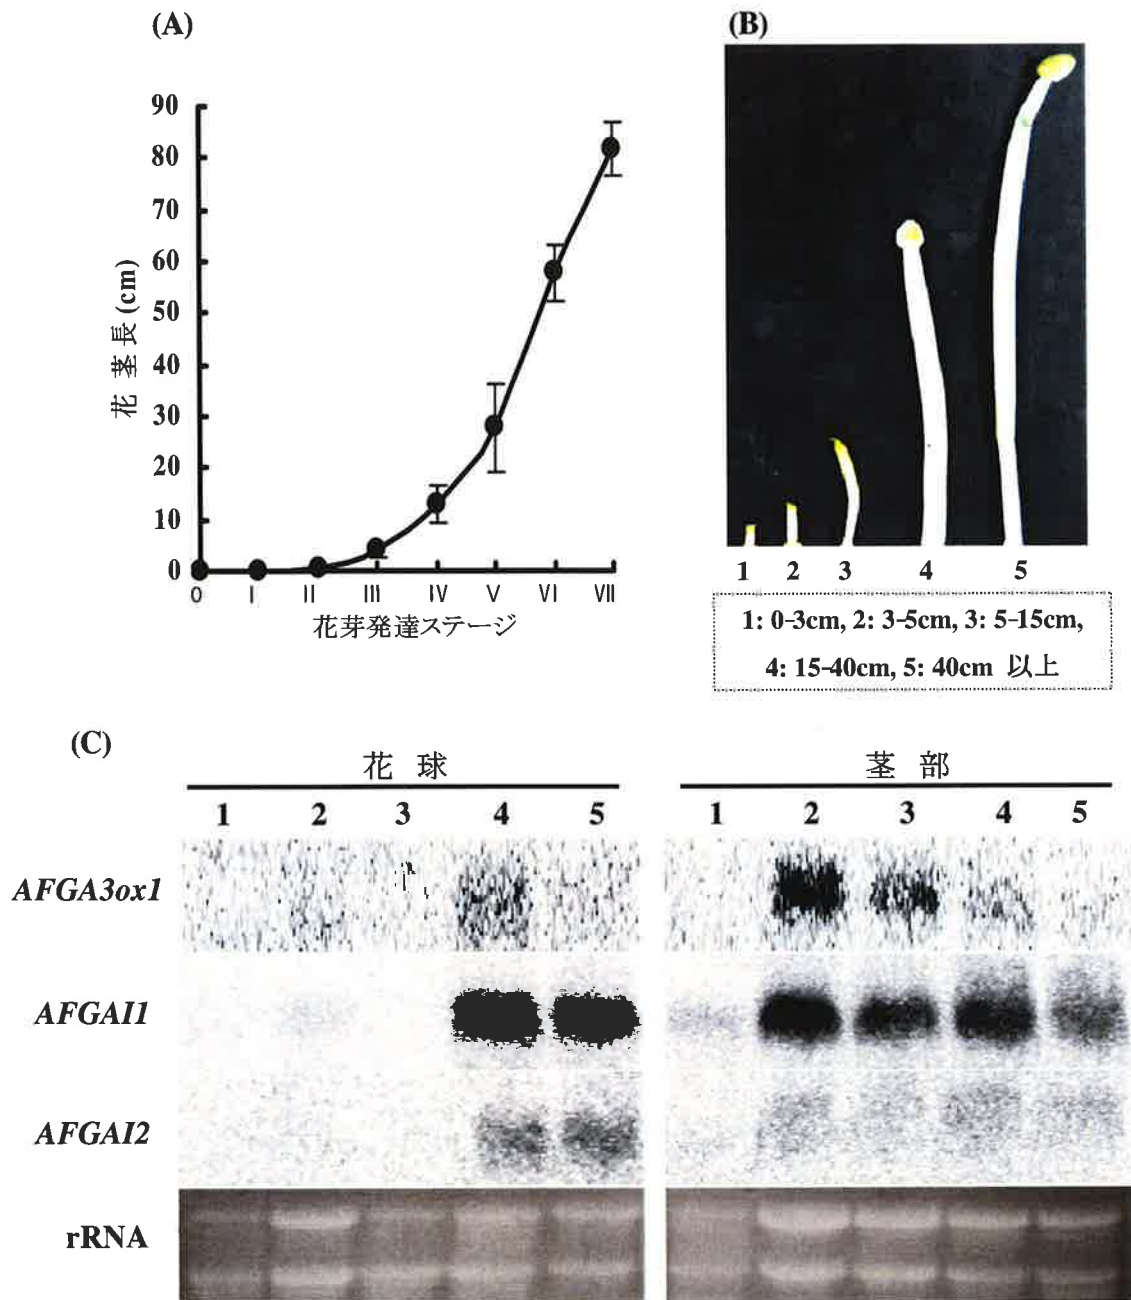 (A)
90
80
70
60
50
40
30
20
10
0
花茎長 (cm)
0 I II III IV V VI VII
花芽発達ステージ
(B)
1 2 3 4 5
1: 0-3cm, 2: 3-5cm, 3: 5-15cm,
4: 15-40cm, 5: 40cm 以上
(C)
花球 茎部
1 2 3 4 5 1 2 3 4 5
AFGA3ox1
AFGAI1
AFGAI2
rRNA